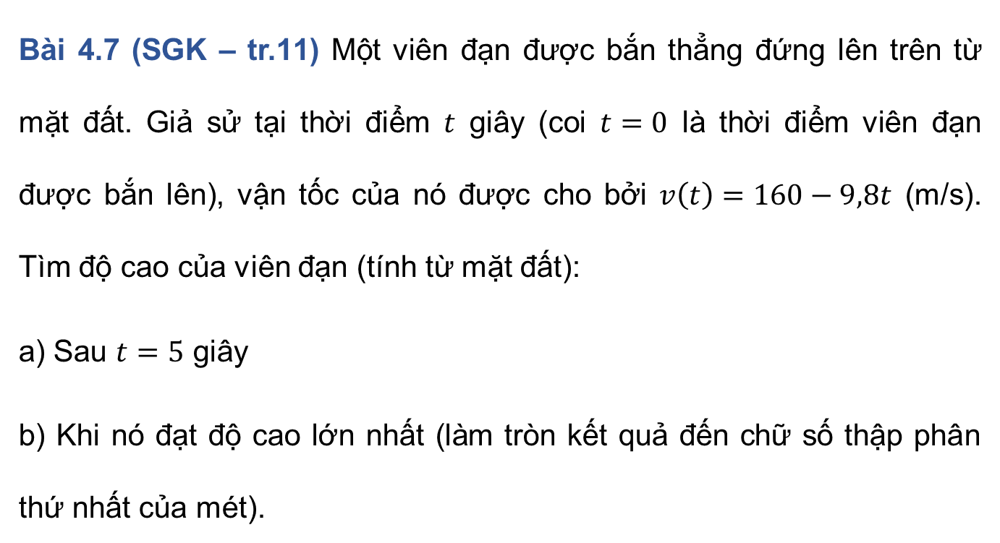 Bài 4.7 (SGK – tr.11) Một viên đạn được bắn thẳng đứng lên trên từ
mặt đất. Giả sử tại thời điểm t giây (coi t = 0 là thời điểm viên đạn
được bắn lên), vận tốc của nó được cho bởi v(t) = 160 − 9,8t (m/s).
Tìm độ cao của viên đạn (tính từ mặt đất):
a) Sau t = 5 giây
b) Khi nó đạt độ cao lớn nhất (làm tròn kết quả đến chữ số thập phân
thứ nhất của mét).